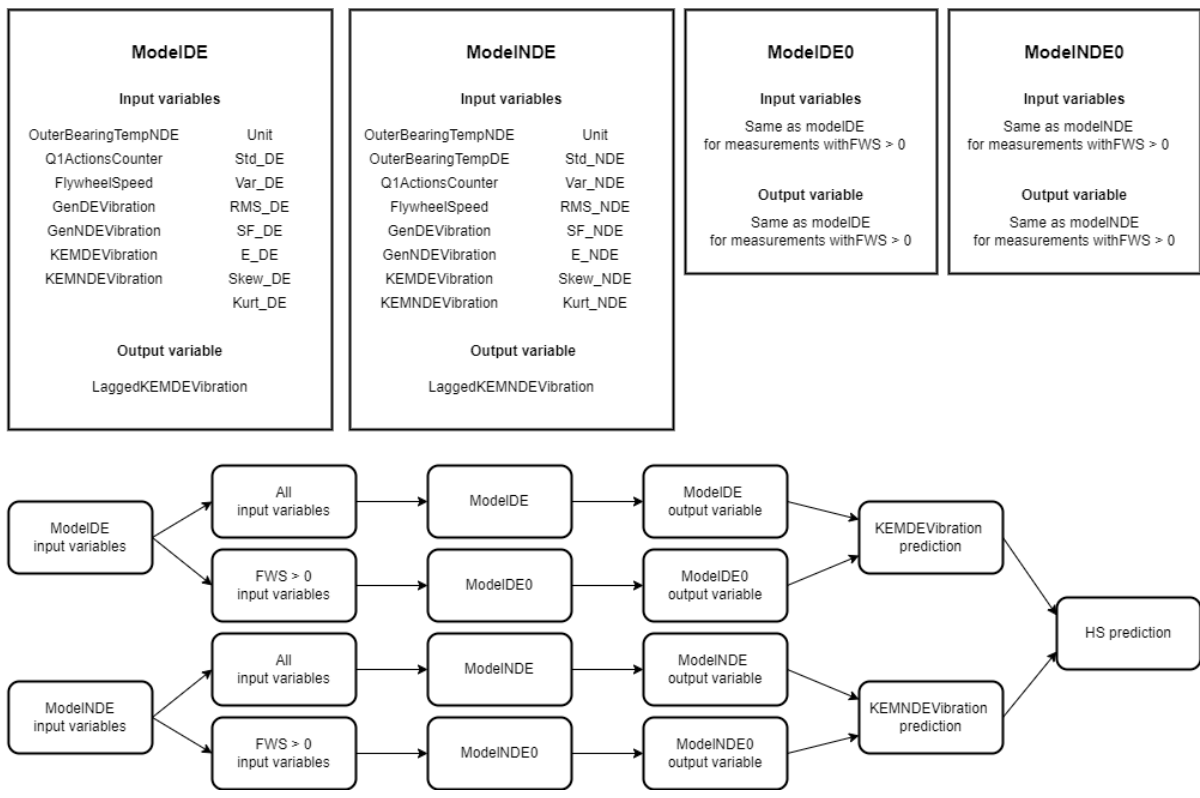 ModelDE
Input variables
OuterBearingTempNDE Unit
Q1ActionsCounter Std_DE
FlywheelSpeed Var_DE
GenDEVibration RMS_DE
GenNDEVibration SF_DE
KEMDEVibration E_DE
KEMNDEVibration Skew_DE
Kurt_DE
Output variable
LaggedKEMDEVibration
ModelNDE
Input variables
OuterBearingTempNDE Unit
OuterBearingTempDE Std_NDE
Q1ActionsCounter Var_NDE
FlywheelSpeed RMS_NDE
GenDEVibration SF_NDE
GenNDEVibration E_NDE
KEMDEVibration Skew_NDE
KEMNDEVibration Kurt_NDE
Output variable
LaggedKEMNDEVibration
ModelDE0
Input variables
Same as modelDE
for measurements withFWS > 0
Output variable
Same as modelDE
for measurements withFWS > 0
ModelNDE0
Input variables
Same as modelNDE
for measurements withFWS > 0
Output variable
Same as modelNDE
for measurements withFWS > 0
ModelDE
input variables
All
input variables
ModelDE
ModelDE
output variable
FWS > 0
input variables
ModelDE0
ModelDE0
output variable
KEMDEVibration
prediction
ModelNDE
input variables
All
input variables
ModelNDE
ModelNDE
output variable
FWS > 0
input variables
ModelNDE0
ModelNDE0
output variable
KEMNDEVibration
prediction
HS prediction